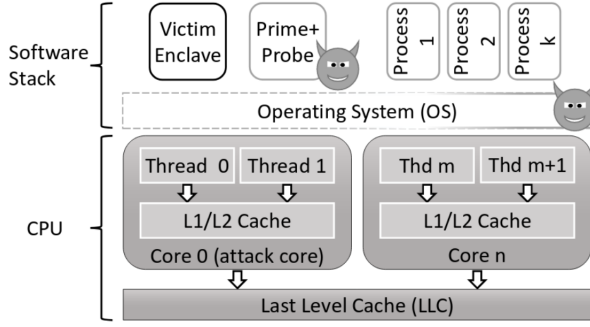 Software
Stack
Victim
Enclave
Prime+
Probe
Process
1
Process
2
Process
k
Operating System (OS)
CPU
Thread 0
Thread 1
Thd m
Thd m+1
L1/L2 Cache
L1/L2 Cache
Core 0 (attack core)
Core n
Last Level Cache (LLC)